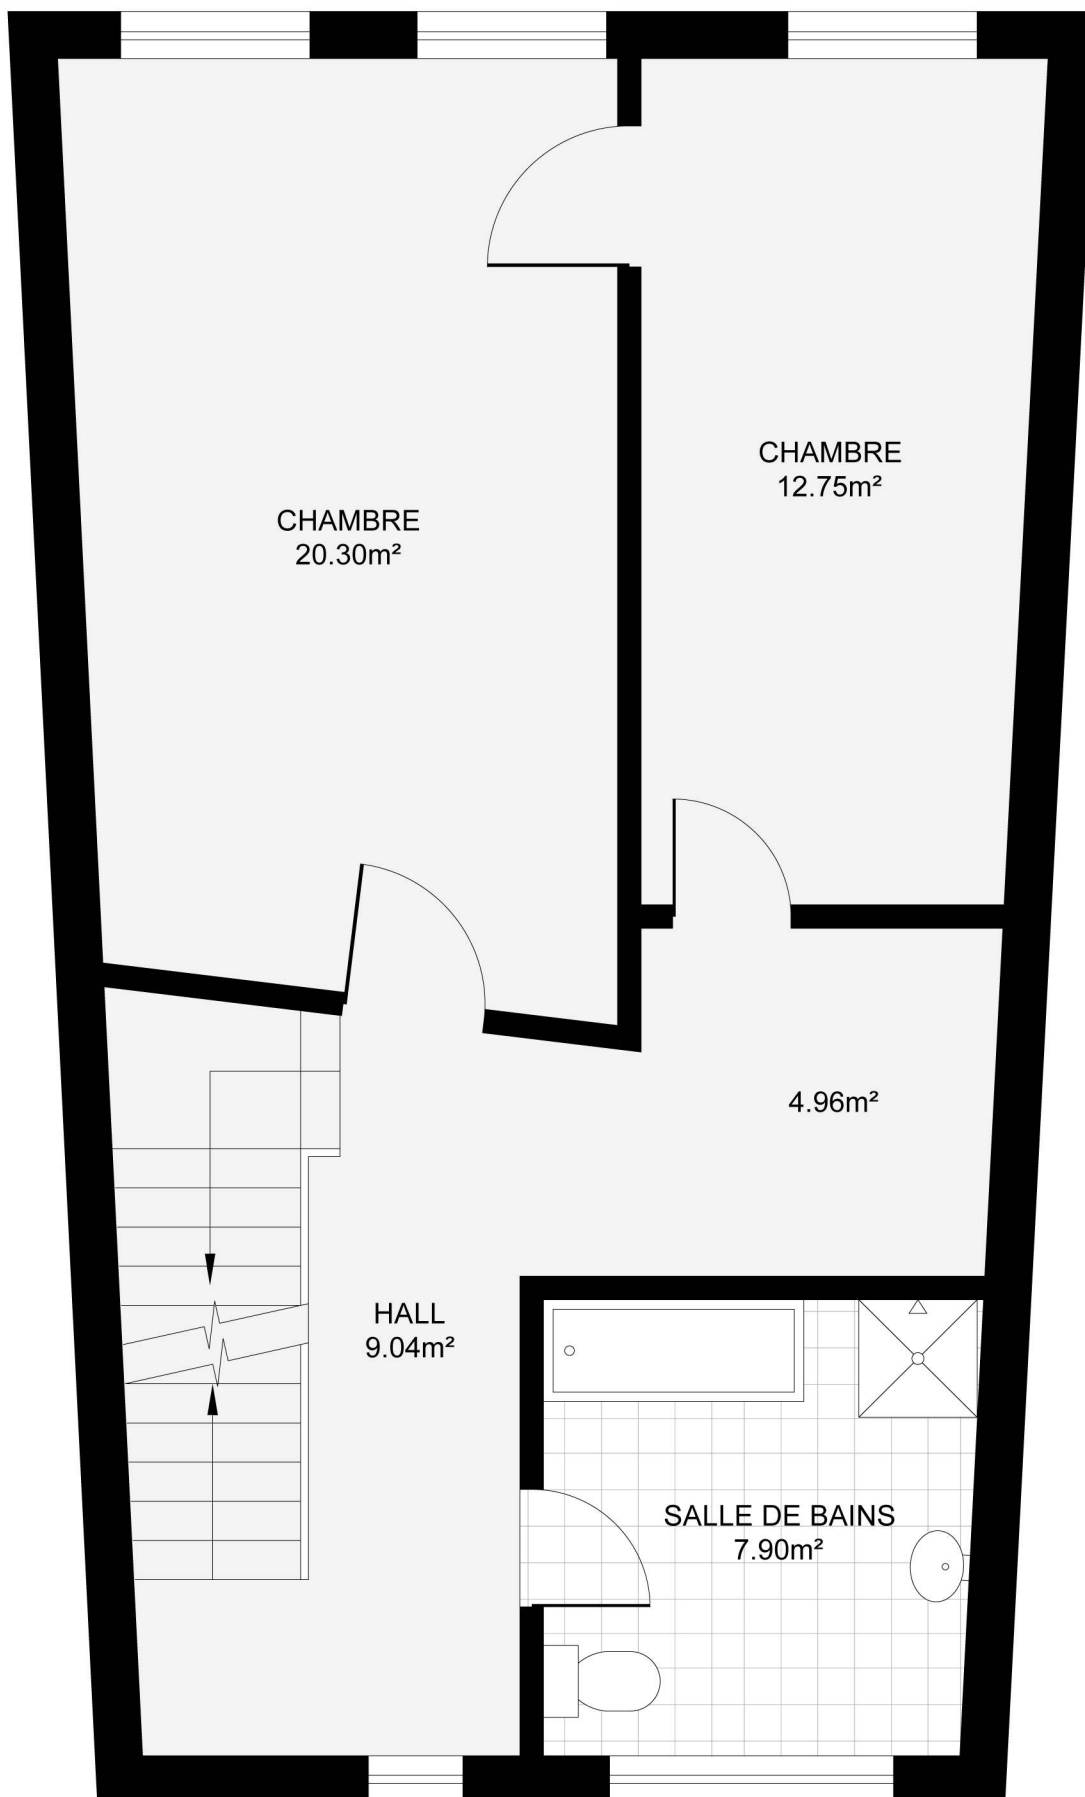 CHAMBRE
12.75m²
CHAMBRE
20.30m²
4.96m²
HALL
9.04m²
SALLE DE BAINS
7.90m²